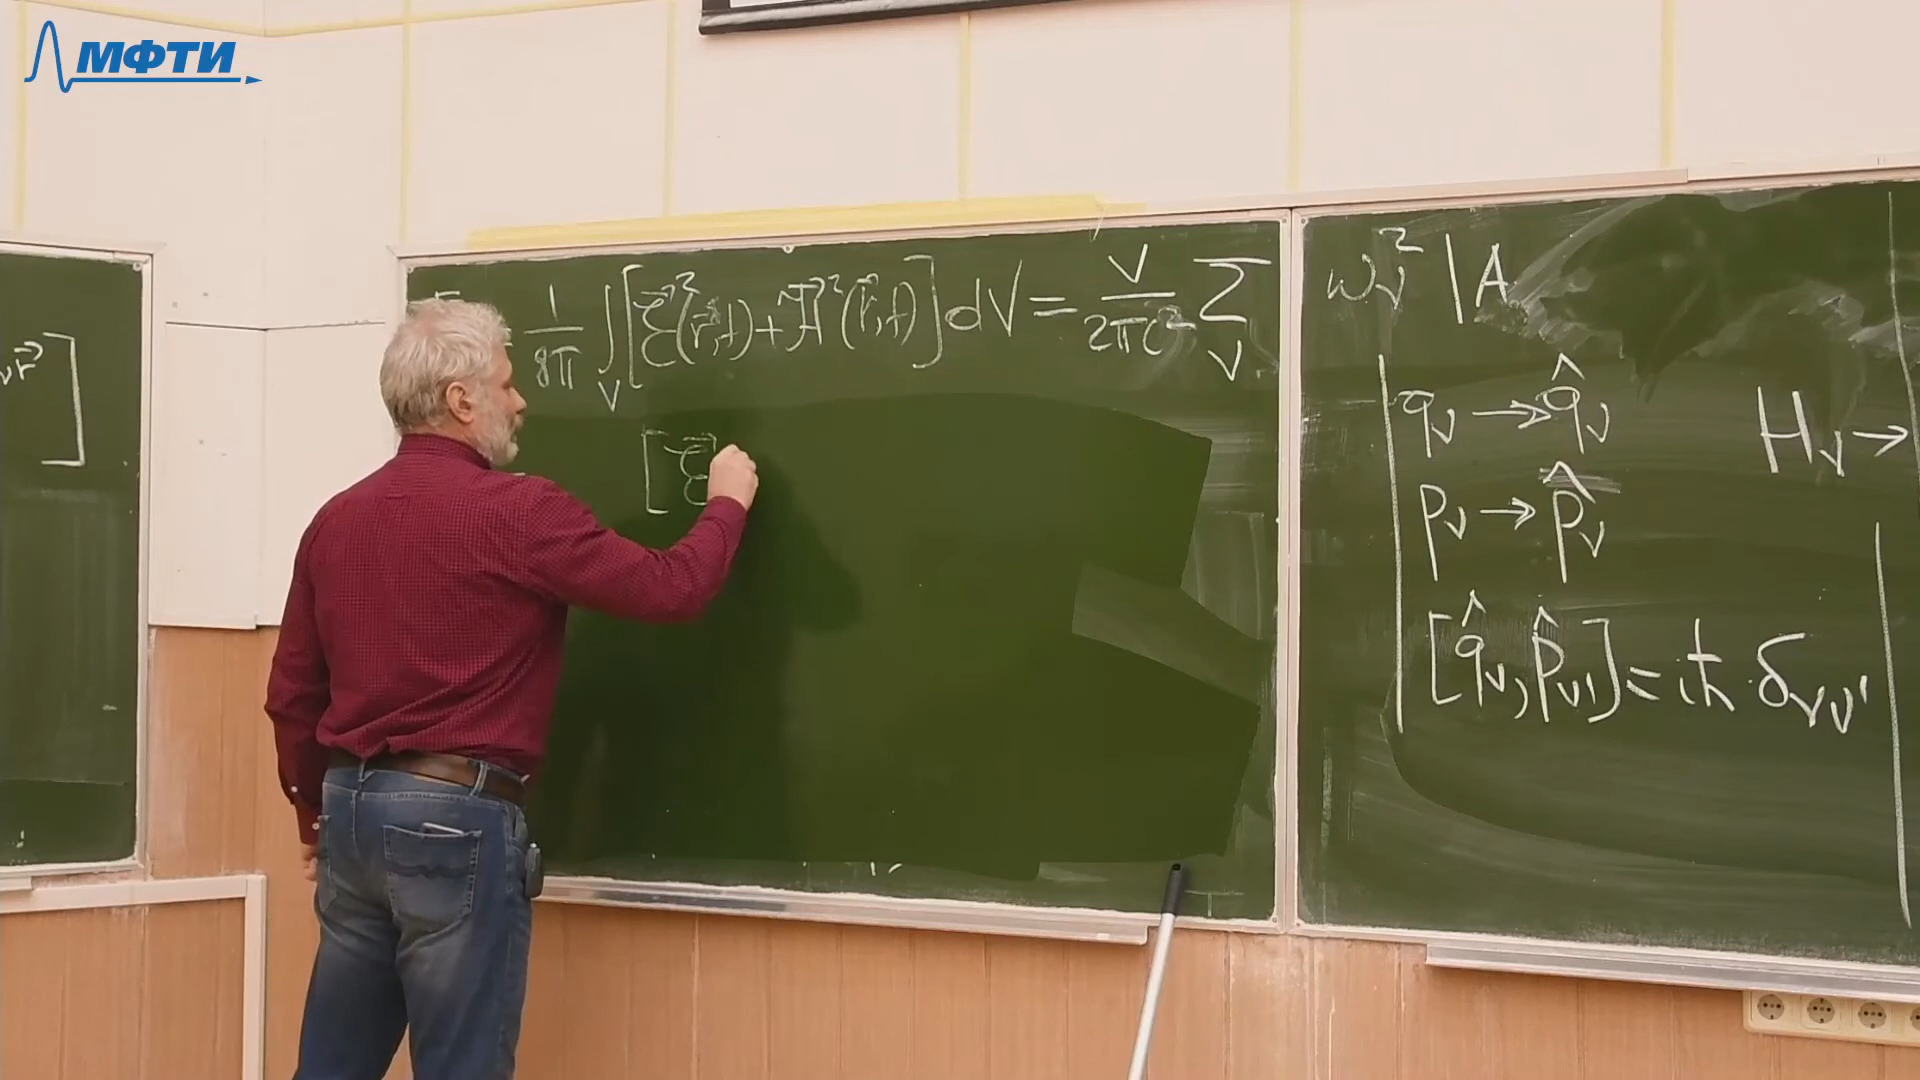 МФТИ
νr⃗]
1/8π ∫_V [ℰ⃗²(r⃗,t) + ℋ⃗²(r⃗,t)] dV = V/2πc² Σ_ν
[ℰ⃗
ω_ν² |A
q_ν → q̂_ν
H_ν →
p_ν → p̂_ν
[q̂_ν, p̂_ν'] = iħ · δ_νν'